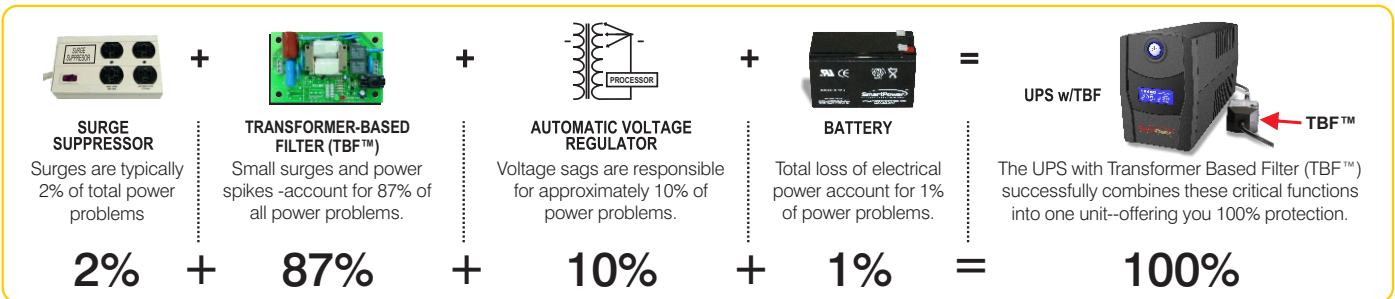 SURGE
SUPPRESOR
+
+
PROCESSOR
+
SmartPower
=
UPS w/TBF
TBF™
SURGE
SUPPRESSOR
Surges are typically
2% of total power
problems
TRANSFORMER-BASED
FILTER (TBF™)
Small surges and power
spikes -account for 87% of
all power problems.
AUTOMATIC VOLTAGE
REGULATOR
Voltage sags are responsible
for approximately 10% of
power problems.
BATTERY
Total loss of electrical
power account for 1%
of power problems.
The UPS with Transformer Based Filter (TBF™)
successfully combines these critical functions
into one unit--offering you 100% protection.
2% + 87% + 10% + 1% = 100%